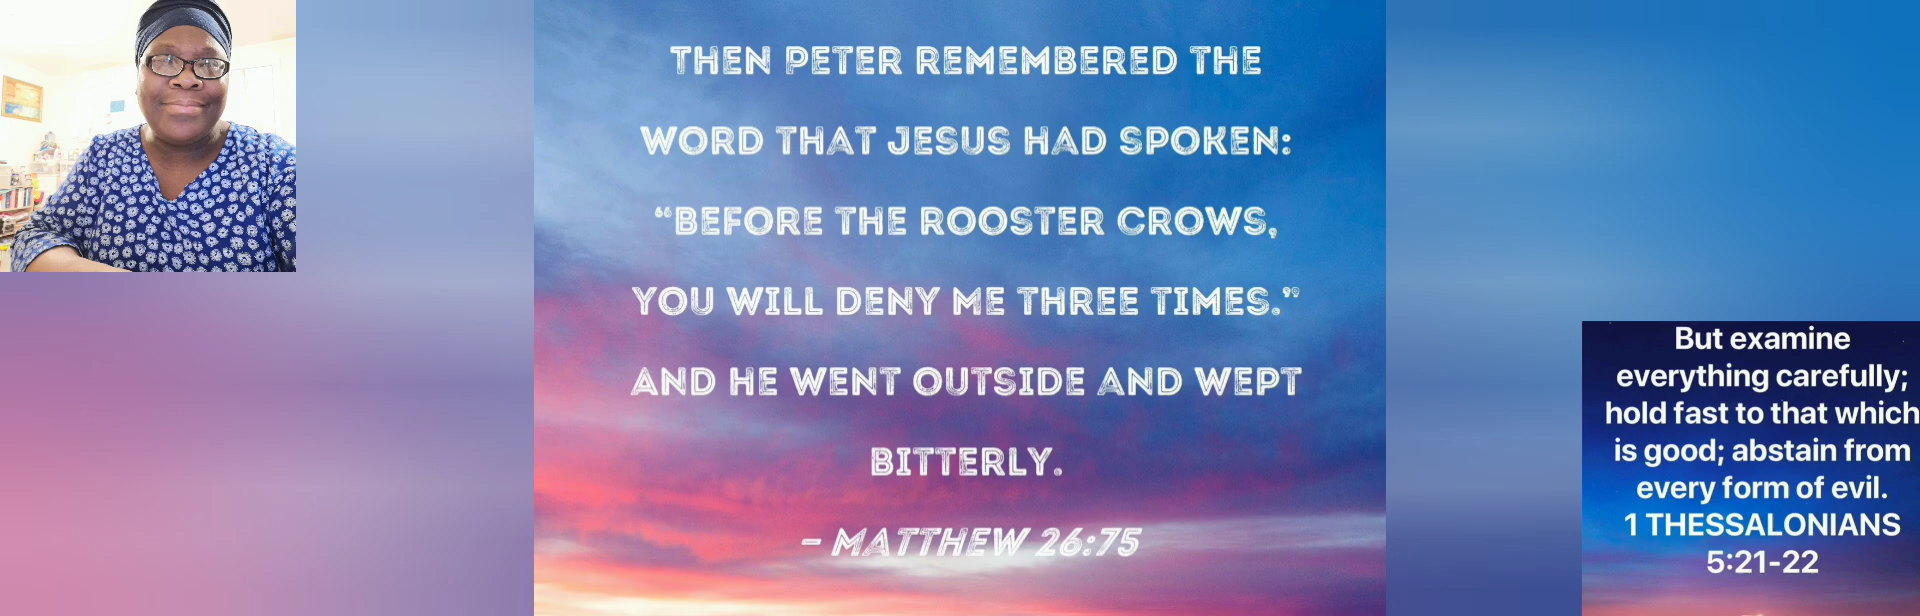 THEN PETER REMEMBERED THE
WORD THAT JESUS HAD SPOKEN:
“BEFORE THE ROOSTER CROWS,
YOU WILL DENY ME THREE TIMES.”
AND HE WENT OUTSIDE AND WEPT
BITTERLY.
– MATTHEW 26:75
But examine
everything carefully;
hold fast to that which
is good; abstain from
every form of evil.
1 THESSALONIANS
5:21-22